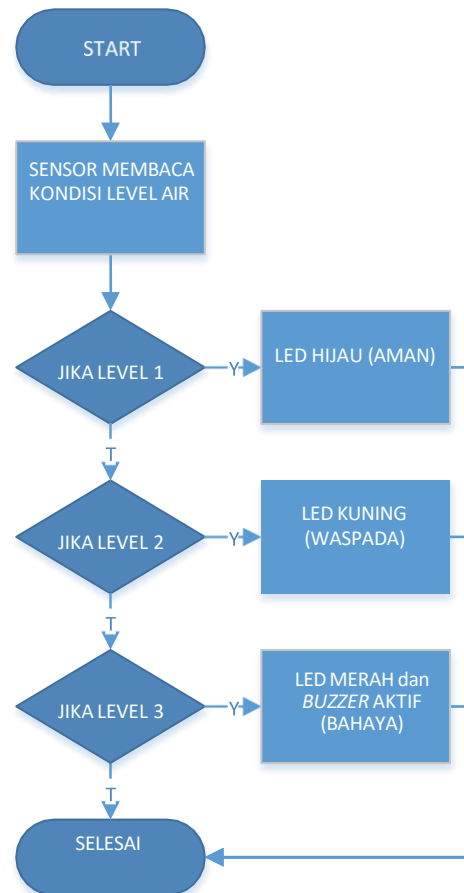 START
SENSOR MEMBACA
KONDISI LEVEL AIR
JIKA LEVEL 1
Y
LED HIJAU (AMAN)
T
JIKA LEVEL 2
Y
LED KUNING
(WASPADA)
T
JIKA LEVEL 3
Y
LED MERAH dan
BUZZER AKTIF
(BAHAYA)
T
SELESAI